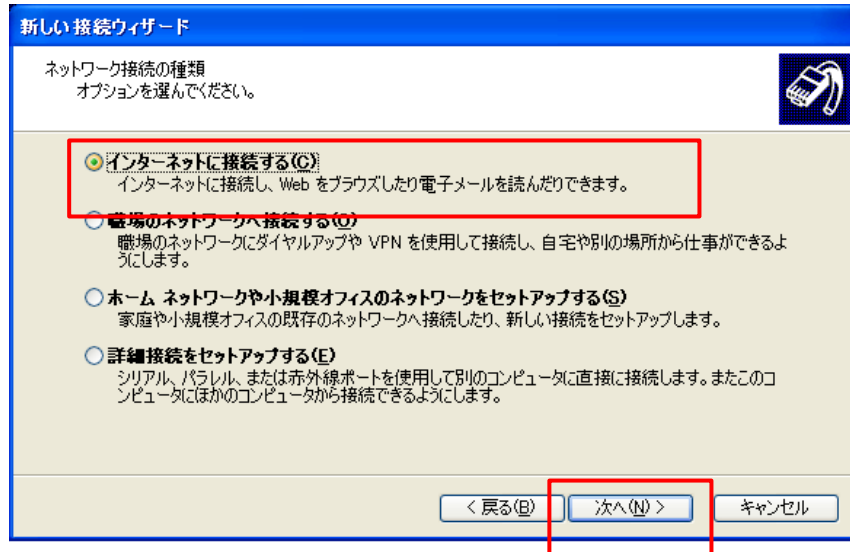 新しい接続ウィザード
ネットワーク接続の種類
オプションを選んでください。
インターネットに接続する(C)
インターネットに接続し、Web をブラウズしたり電子メールを読んだりできます。
職場のネットワークへ接続する(O)
職場のネットワークにダイヤルアップや VPN を使用して接続し、自宅や別の場所から仕事ができるよ
うにします。
ホーム ネットワークや小規模オフィスのネットワークをセットアップする(S)
家庭や小規模オフィスの既存のネットワークへ接続したり、新しい接続をセットアップします。
詳細接続をセットアップする(E)
シリアル、パラレル、または赤外線ポートを使用して別のコンピュータに直接に接続します。またこのコ
ンピュータにほかのコンピュータから接続できるようにします。
< 戻る(B) 次へ(N) > キャンセル